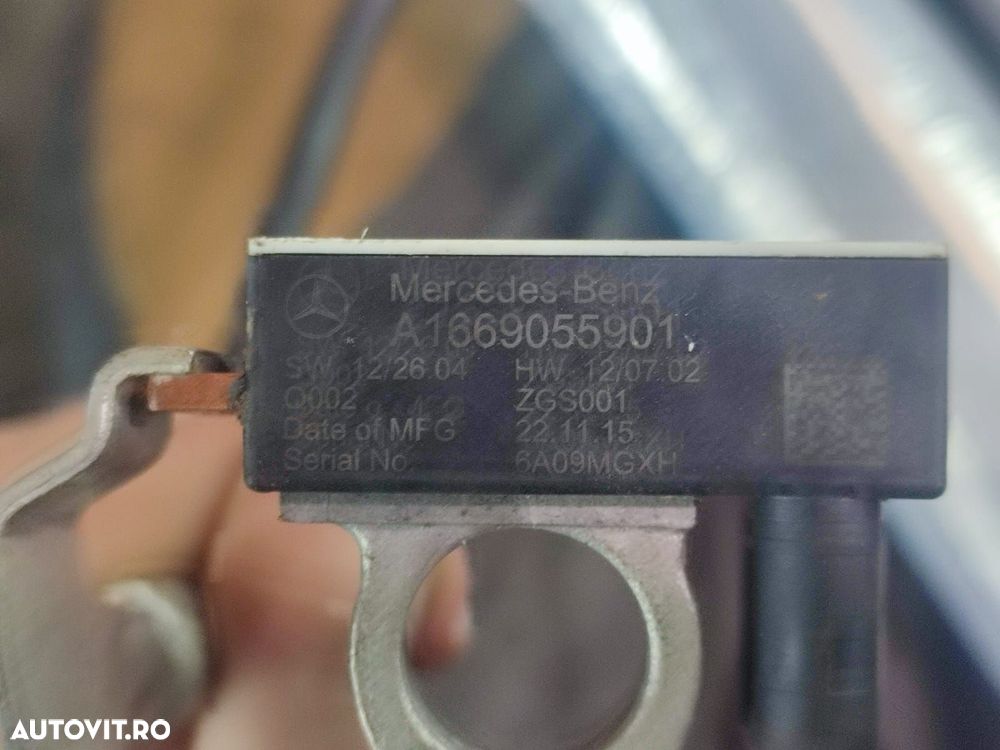 Mercedes-Benz
A1669055901
SW 12/26 04 HW 12/07 02
Q002 ZGS001
Date of MFG 22.11.15
Serial No 6A09MGXH
AUTOVIT.RO